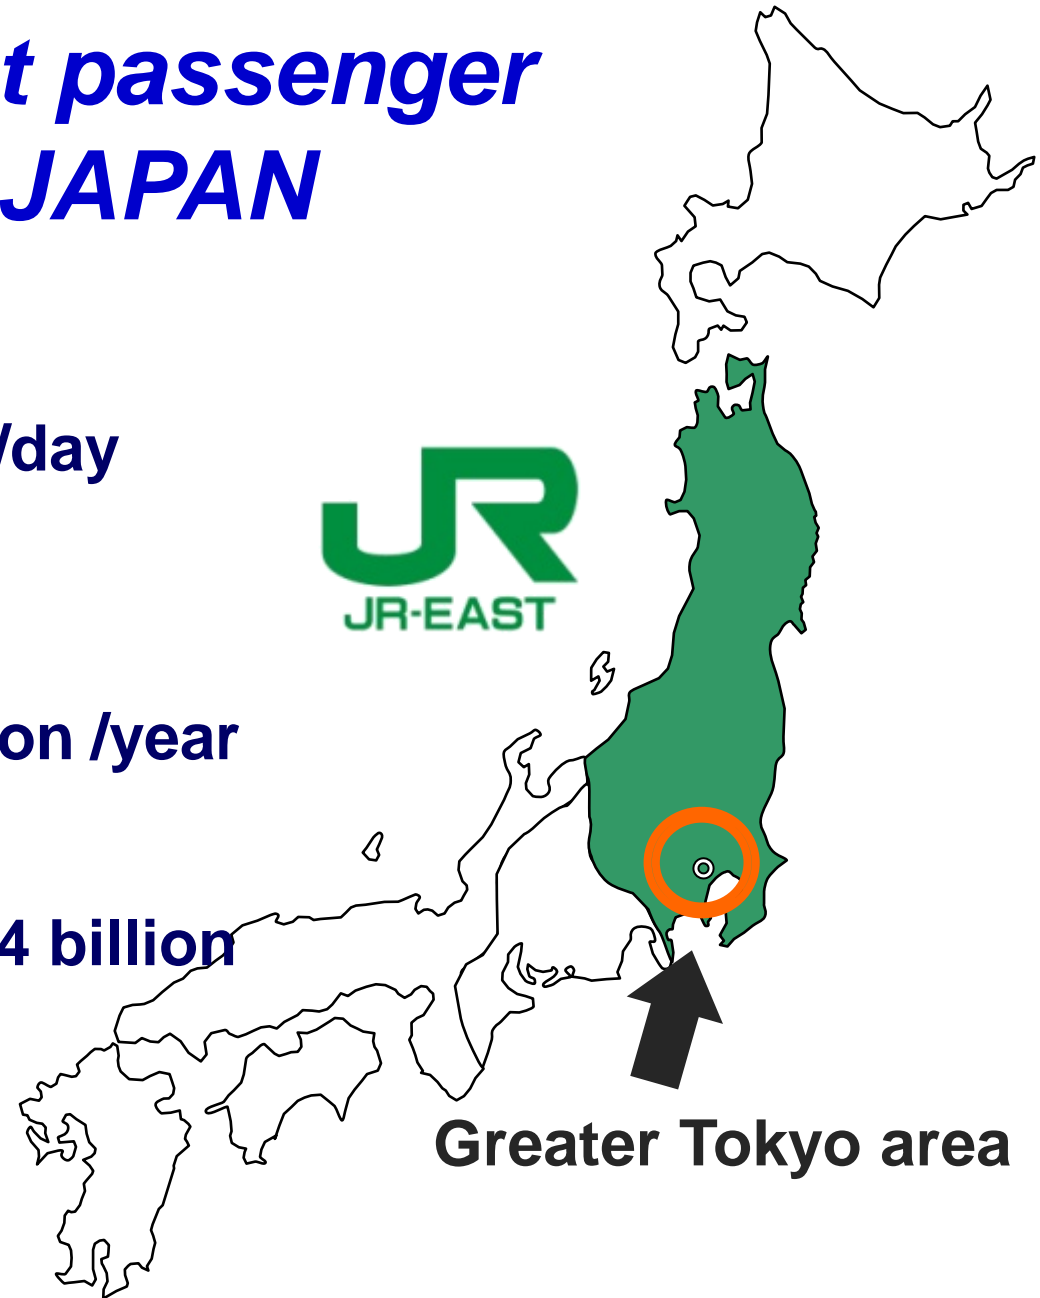 t passenger
JAPAN
/day
JR
JR-EAST
on /year
4 billion
Greater Tokyo area